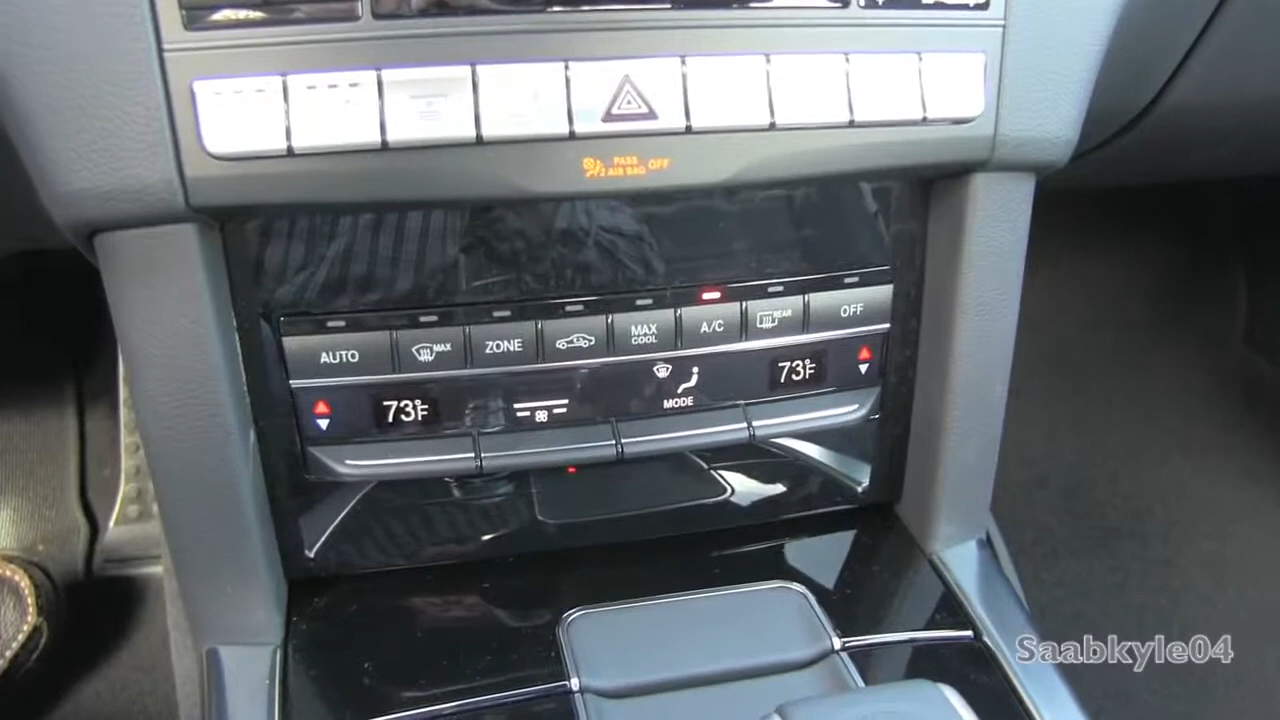 PASS
AIR BAG OFF
AUTO
MAX
ZONE
MAX
COOL
A/C
REAR
OFF
73°F
MODE
73°F
Saabkyle04